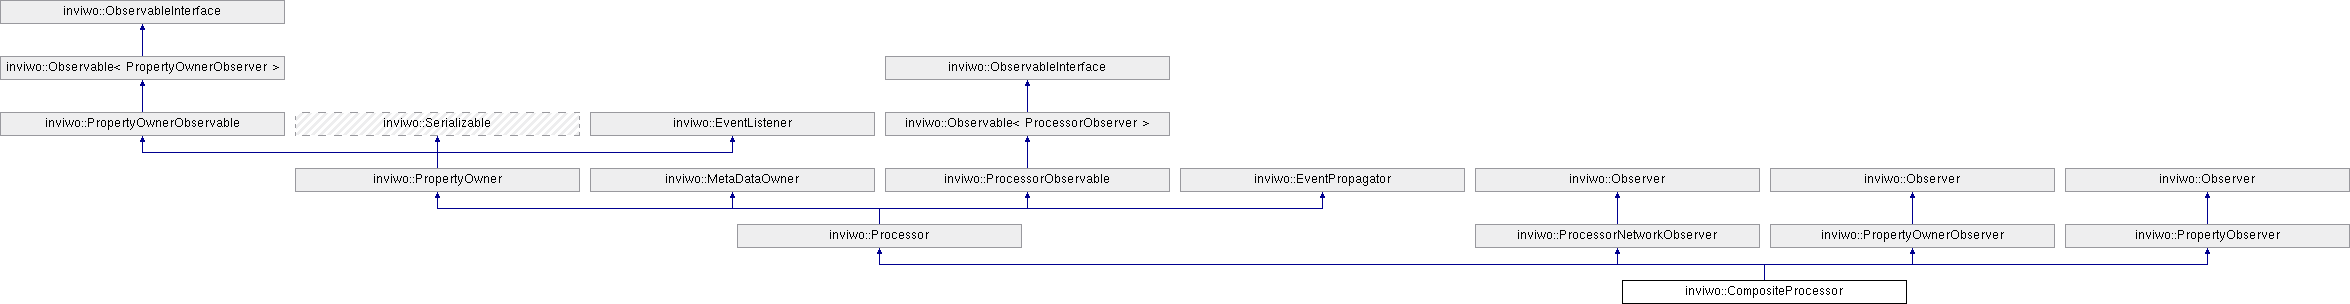 inviwo::ObservableInterface
inviwo::Observable< PropertyOwnerObserver >
inviwo::ObservableInterface
inviwo::PropertyOwnerObservable
inviwo::Serializable
inviwo::EventListener
inviwo::Observable< ProcessorObserver >
inviwo::PropertyOwner
inviwo::MetaDataOwner
inviwo::ProcessorObservable
inviwo::EventPropagator
inviwo::Observer
inviwo::Observer
inviwo::Observer
inviwo::Processor
inviwo::ProcessorNetworkObserver
inviwo::PropertyOwnerObserver
inviwo::PropertyObserver
inviwo::CompositeProcessor